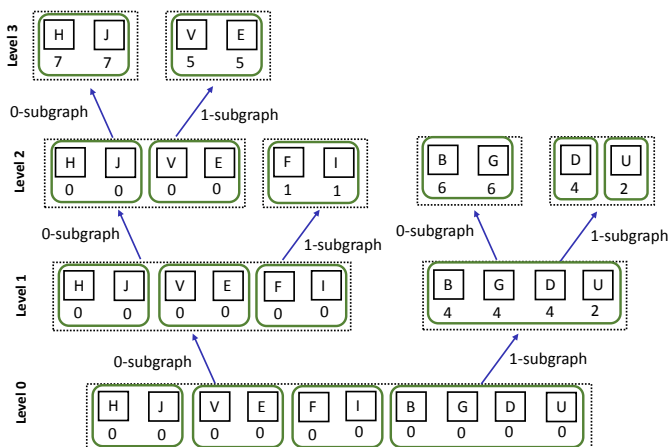 Level 3
H J V E
7 7 5 5
0-subgraph 1-subgraph
Level 2
H J V E F I B G D U
0 0 0 0 1 1 6 6 4 2
0-subgraph 1-subgraph 0-subgraph 1-subgraph
Level 1
H J V E F I B G D U
0 0 0 0 0 0 4 4 4 2
0-subgraph 1-subgraph
Level 0
H J V E F I B G D U
0 0 0 0 0 0 0 0 0 0